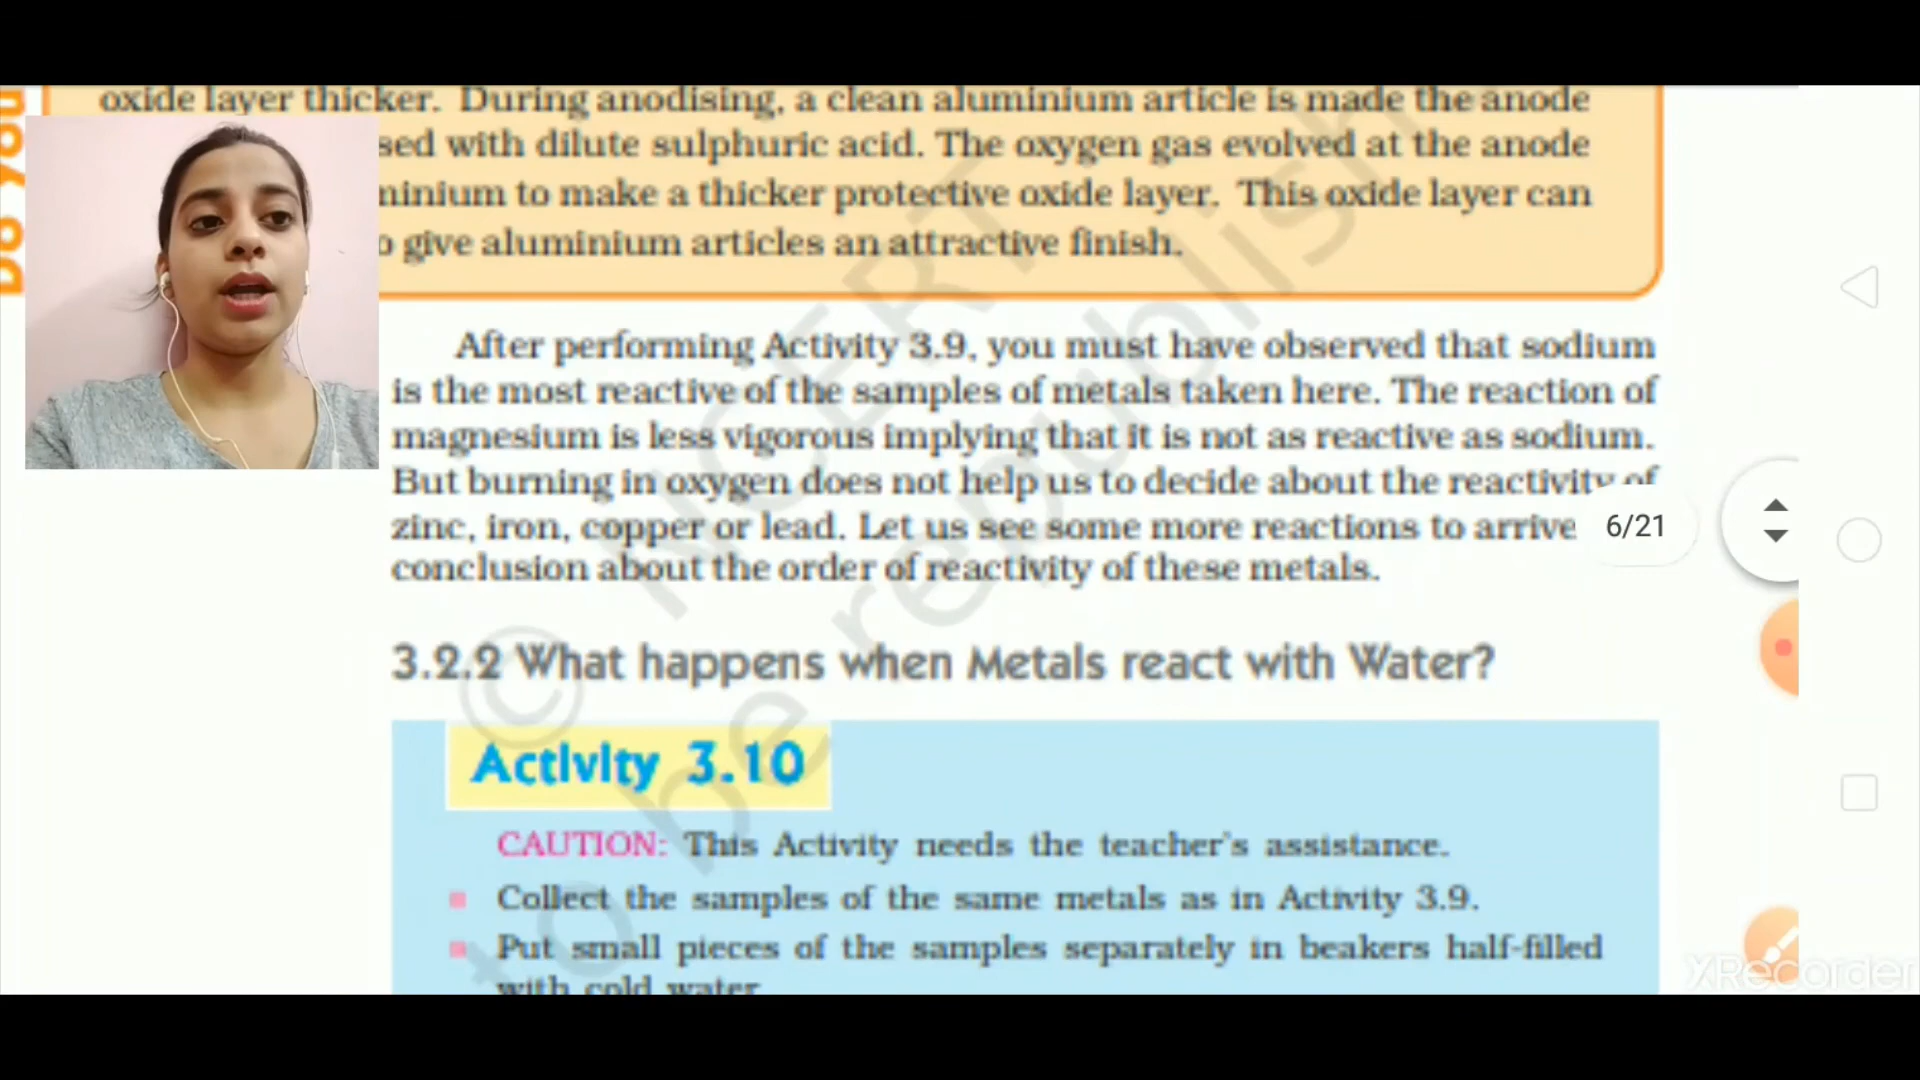 Do you
oxide layer thicker. During anodising, a clean aluminium article is made the anode
sed with dilute sulphuric acid. The oxygen gas evolved at the anode
minium to make a thicker protective oxide layer. This oxide layer can
o give aluminium articles an attractive finish.
After performing Activity 3.9, you must have observed that sodium
is the most reactive of the samples of metals taken here. The reaction of
magnesium is less vigorous implying that it is not as reactive as sodium.
But burning in oxygen does not help us to decide about the reactivity of
zinc, iron, copper or lead. Let us see some more reactions to arrive
6/21
conclusion about the order of reactivity of these metals.
3.2.2 What happens when Metals react with Water?
Activity 3.10
CAUTION: This Activity needs the teacher's assistance.
Collect the samples of the same metals as in Activity 3.9.
Put small pieces of the samples separately in beakers half-filled
with cold water
© NCERT
to be republish
XRecorder